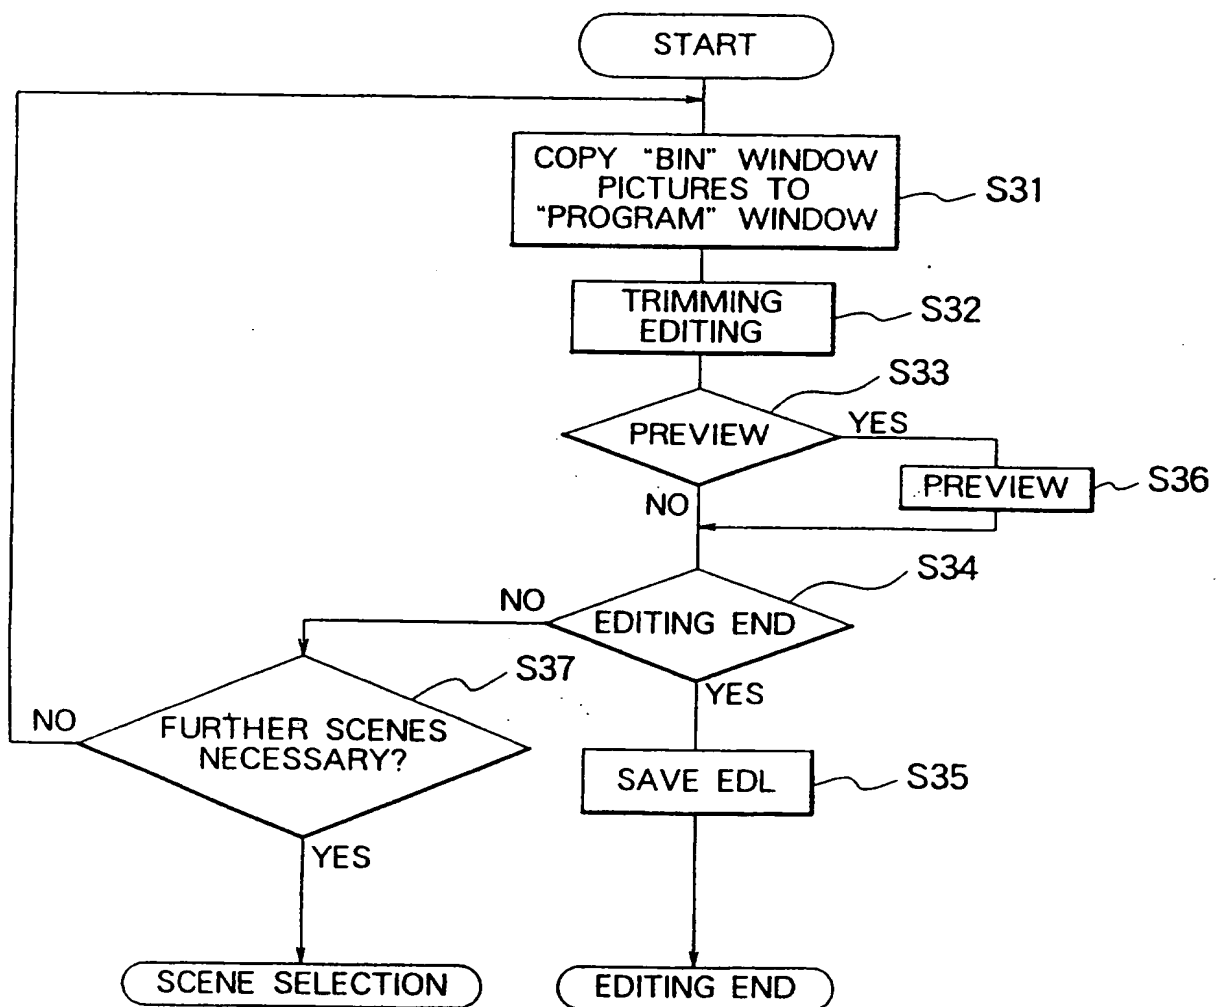 START
COPY "BIN" WINDOW
PICTURES TO
"PROGRAM" WINDOW
S31
TRIMMING
EDITING
S32
S33
PREVIEW
YES
PREVIEW
S36
NO
S34
EDITING END
NO
S37
YES
FURTHER SCENES
NECESSARY?
NO
SAVE EDL
S35
YES
SCENE SELECTION
EDITING END